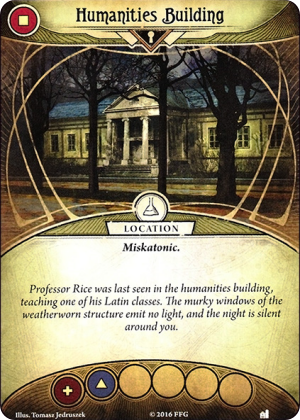 Humanities Building
LOCATION
Miskatonic.
Professor Rice was last seen in the humanities building,
teaching one of his Latin classes. The murky windows of the
weatherworn structure emit no light, and the night is silent
around you.
Illus. Tomasz Jedruszek
© 2016 FFG